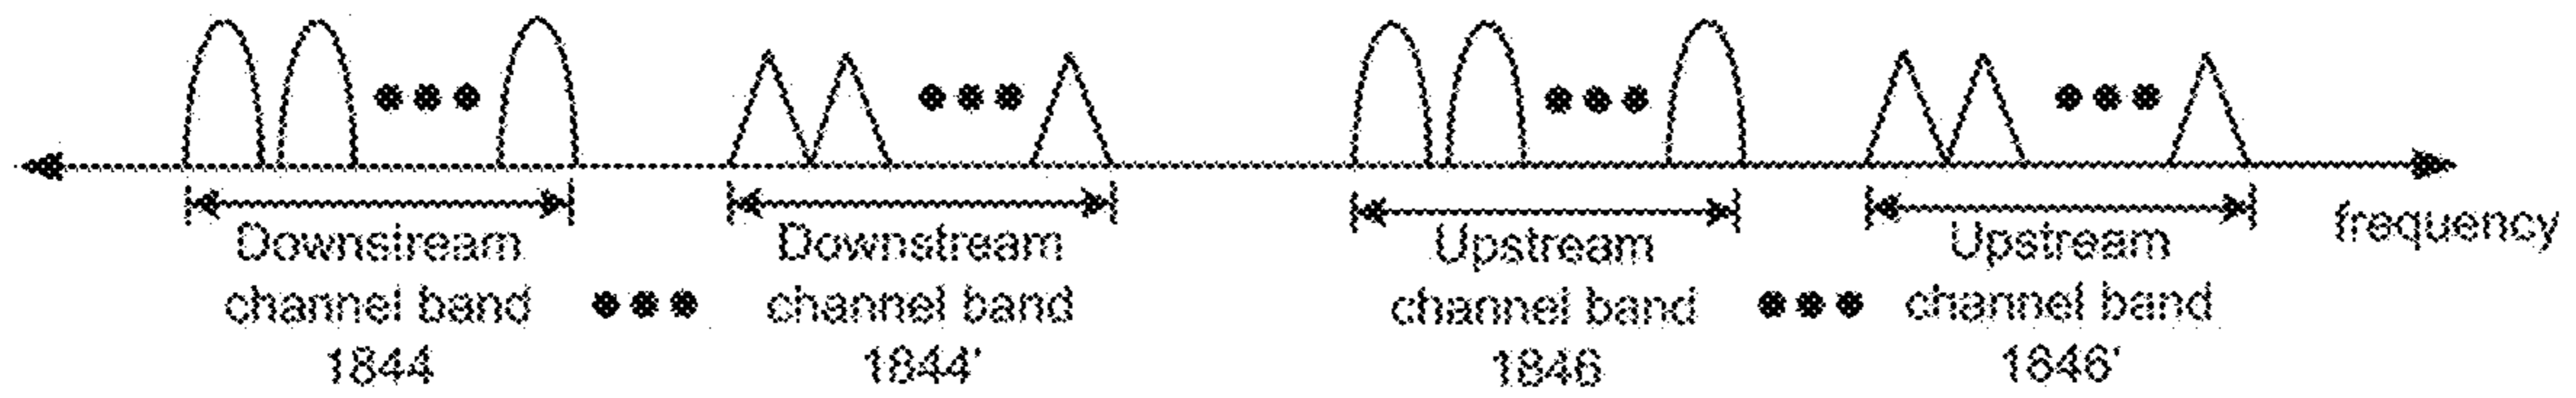 frequency
Downstream
channel band
1844
Downstream
channel band
1844'
Upstream
channel band
1846
Upstream
channel band
1846'